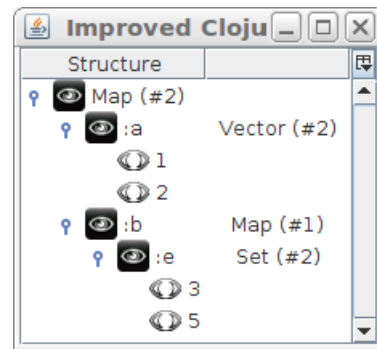 Improved Cloju
Structure
Map (#2)
:a Vector (#2)
1
2
:b Map (#1)
:e Set (#2)
3
5